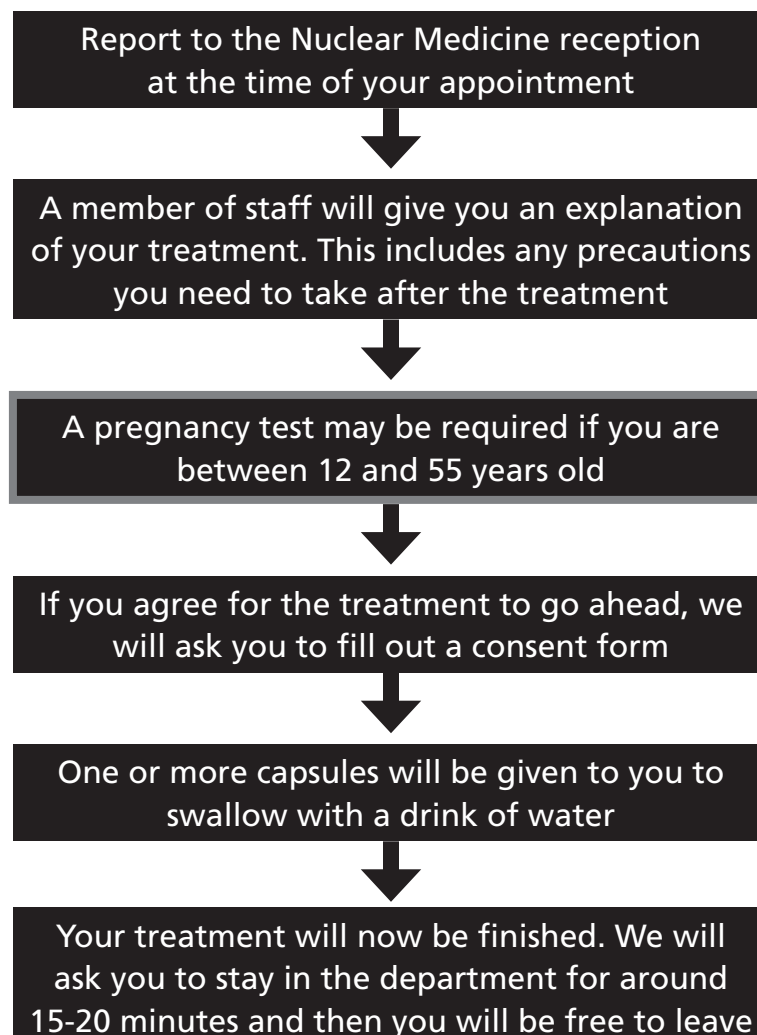 Report to the Nuclear Medicine reception
at the time of your appointment
A member of staff will give you an explanation
of your treatment. This includes any precautions
you need to take after the treatment
A pregnancy test may be required if you are
between 12 and 55 years old
If you agree for the treatment to go ahead, we
will ask you to fill out a consent form
One or more capsules will be given to you to
swallow with a drink of water
Your treatment will now be finished. We will
ask you to stay in the department for around
15-20 minutes and then you will be free to leave